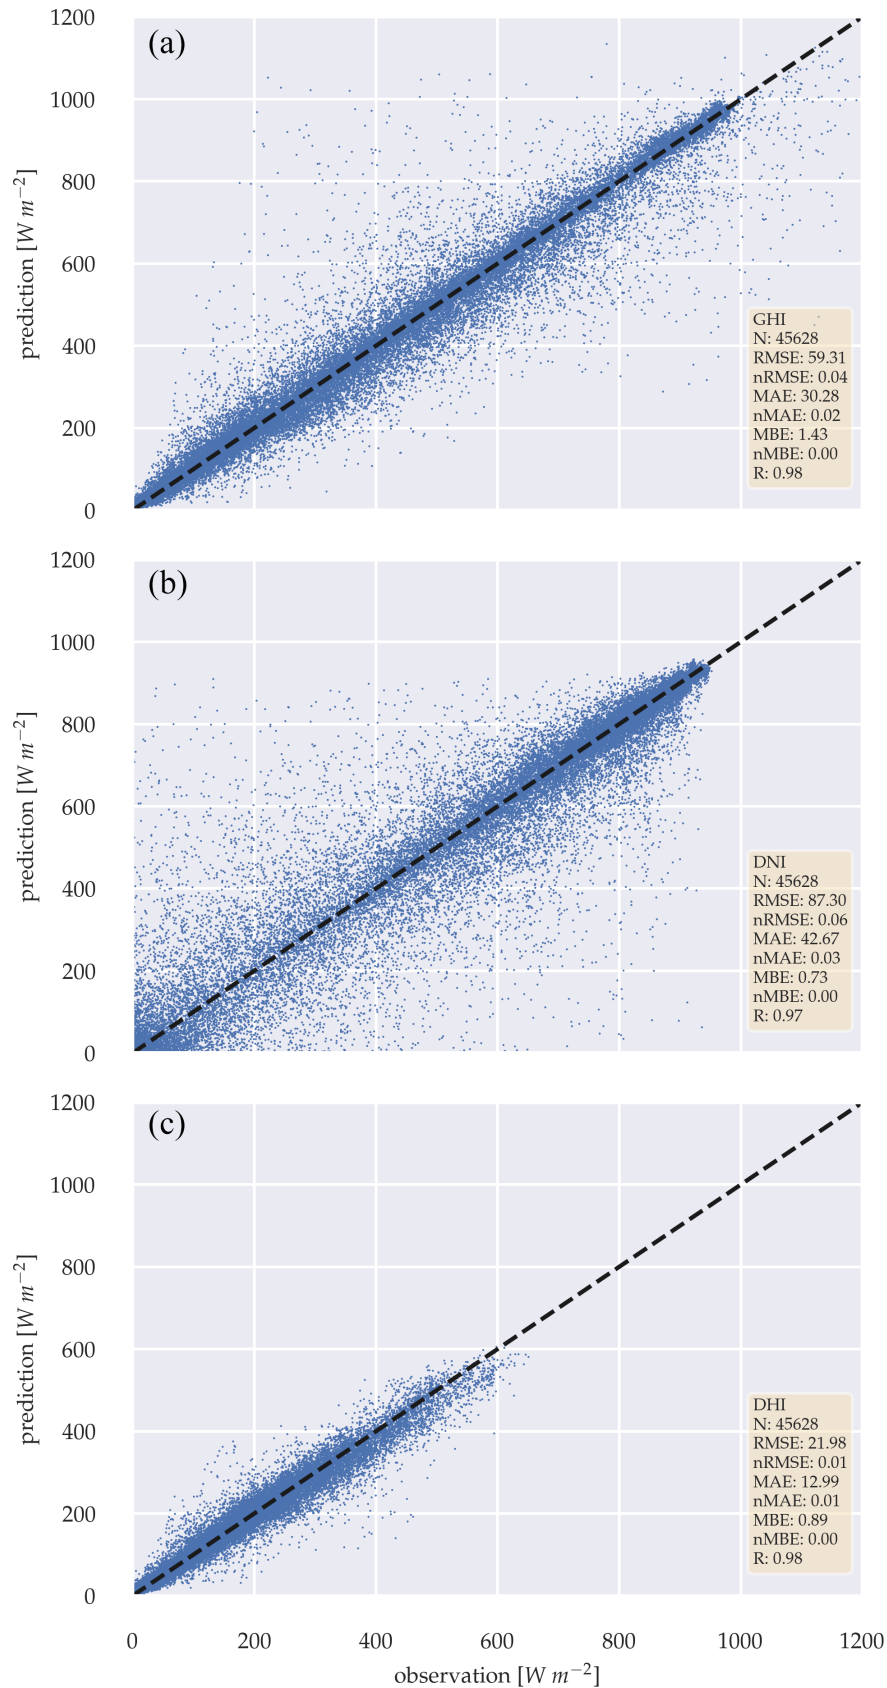 1200
(a)
1000
800
600
400
200
0
prediction [W m⁻²]
GHI
N: 45628
RMSE: 59.31
nRMSE: 0.04
MAE: 30.28
nMAE: 0.02
MBE: 1.43
nMBE: 0.00
R: 0.98
1200
(b)
1000
800
600
400
200
0
prediction [W m⁻²]
DNI
N: 45628
RMSE: 87.30
nRMSE: 0.06
MAE: 42.67
nMAE: 0.03
MBE: 0.73
nMBE: 0.00
R: 0.97
1200
(c)
1000
800
600
400
200
0
prediction [W m⁻²]
DHI
N: 45628
RMSE: 21.98
nRMSE: 0.01
MAE: 12.99
nMAE: 0.01
MBE: 0.89
nMBE: 0.00
R: 0.98
0 200 400 600 800 1000 1200
observation [W m⁻²]